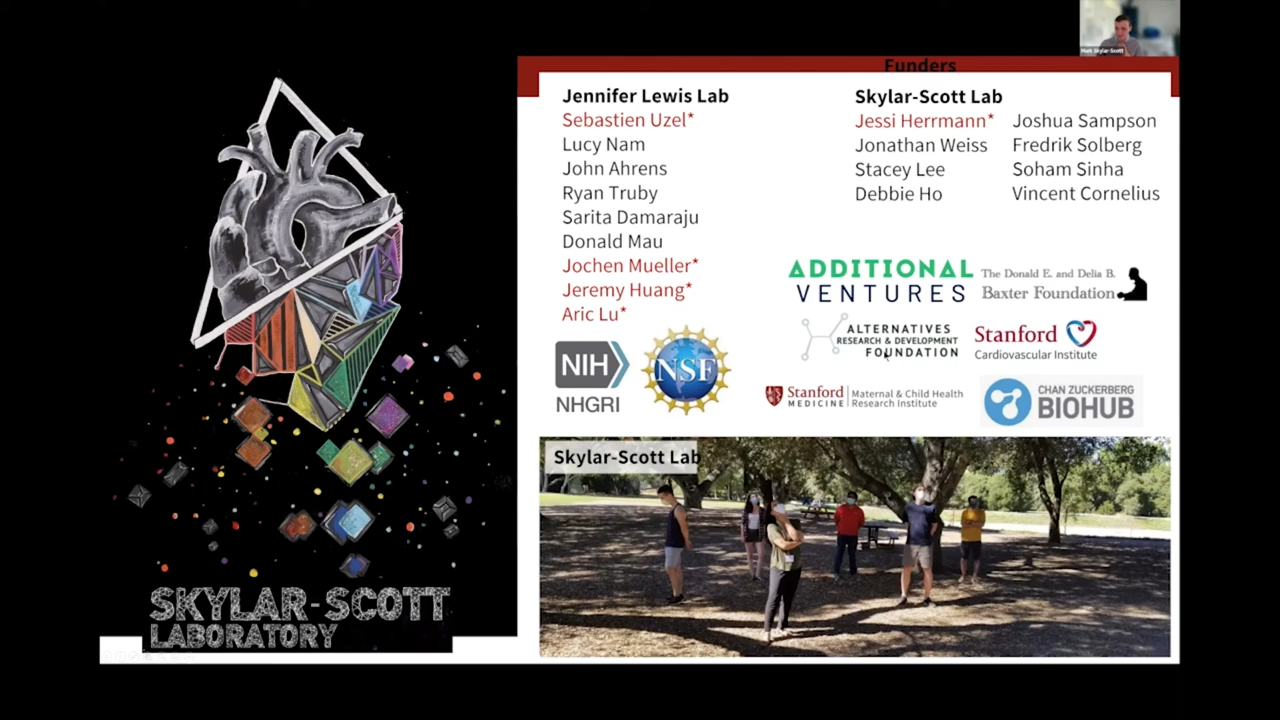 Mark Skylar-Scott
Funders
Jennifer Lewis Lab
Sebastien Uzel*
Lucy Nam
John Ahrens
Ryan Truby
Sarita Damaraju
Donald Mau
Jochen Mueller*
Jeremy Huang*
Aric Lu*
Skylar-Scott Lab
Jessi Herrmann*
Jonathan Weiss
Stacey Lee
Debbie Ho
Joshua Sampson
Fredrik Solberg
Soham Sinha
Vincent Cornelius
ADDITIONAL
VENTURES
The Donald E. and Delia B.
Baxter Foundation
ALTERNATIVES
RESEARCH & DEVELOPMENT
FOUNDATION
Stanford
Cardiovascular Institute
NIH
NHGRI
NSF
Stanford
MEDICINE
Maternal & Child Health
Research Institute
CHAN ZUCKERBERG
BIOHUB
Skylar-Scott Lab
SKYLAR-SCOTT
LABORATORY